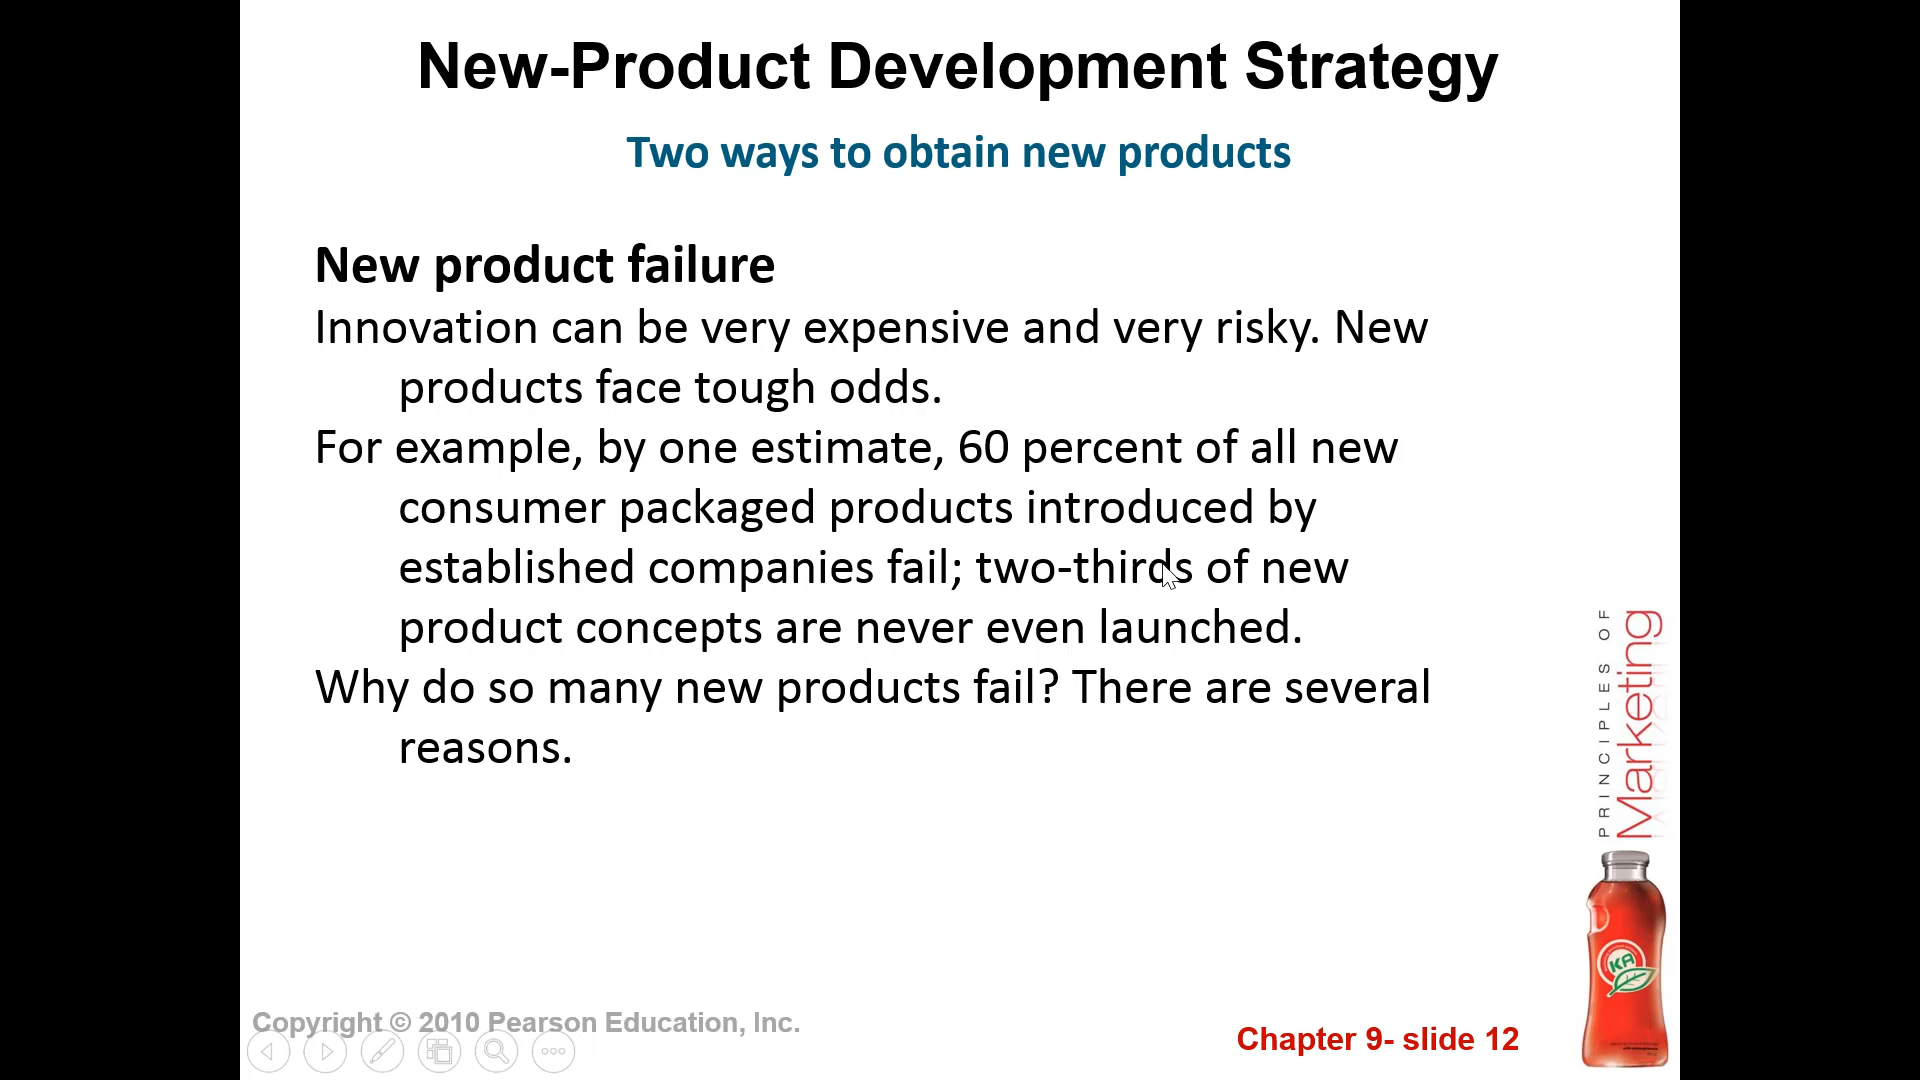 New-Product Development Strategy
Two ways to obtain new products
New product failure
Innovation can be very expensive and very risky. New
products face tough odds.
For example, by one estimate, 60 percent of all new
consumer packaged products introduced by
established companies fail; two-thirds of new
product concepts are never even launched.
Why do so many new products fail? There are several
reasons.
PRINCIPLES OF
Marketing
KA
Copyright © 2010 Pearson Education, Inc.
Chapter 9- slide 12